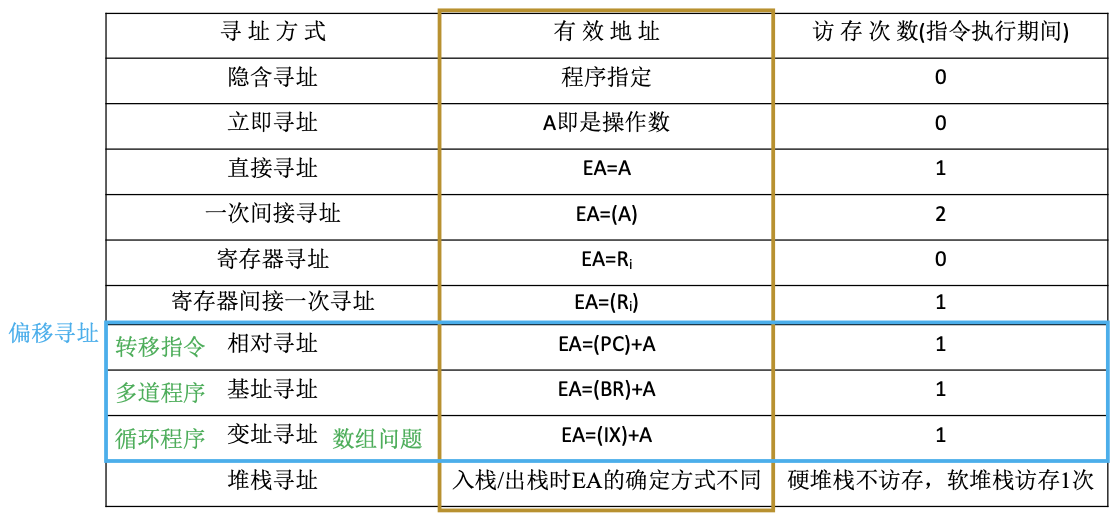 寻址方式 有效地址 访存次数(指令执行期间)
隐含寻址 程序指定 0
立即寻址 A即是操作数 0
直接寻址 EA=A 1
一次间接寻址 EA=(A) 2
寄存器寻址 EA=Ri 0
寄存器间接一次寻址 EA=(Ri) 1
偏移寻址
转移指令 相对寻址 EA=(PC)+A 1
多道程序 基址寻址 EA=(BR)+A 1
循环程序 变址寻址 数组问题 EA=(IX)+A 1
堆栈寻址 入栈/出栈时EA的确定方式不同 硬堆栈不访存，软堆栈访存1次